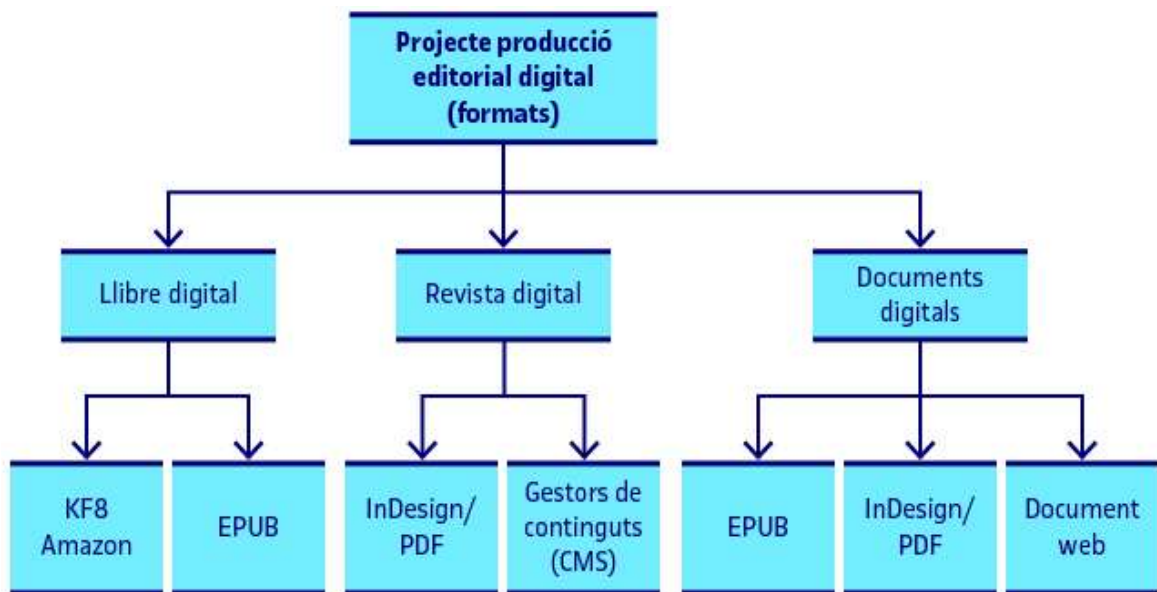 Projecte producció
editorial digital
(formats)
Llibre digital
Revista digital
Documents
digitals
KF8
Amazon
EPUB
InDesign/
PDF
Gestors de
continguts
(CMS)
EPUB
InDesign/
PDF
Document
web